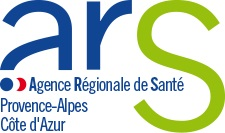 ars
Agence Régionale de Santé
Provence-Alpes
Côte d'Azur